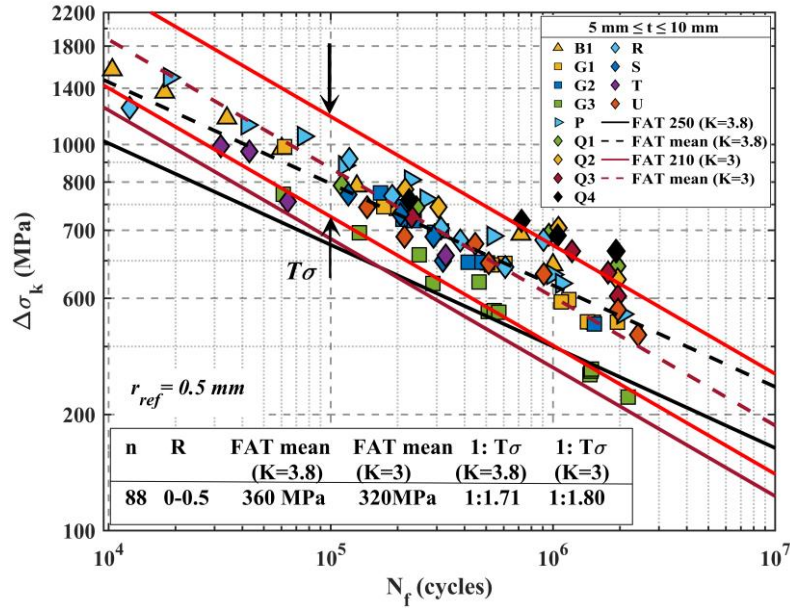 2200
1800
1400
1000
800
700
600
400
200
100
Δσk (MPa)
10^4
10^5
10^6
10^7
Nf (cycles)
5 mm ≤ t ≤ 10 mm
B1
R
G1
S
G2
T
G3
U
P
FAT 250 (K=3.8)
Q1
FAT mean (K=3.8)
Q2
FAT 210 (K=3)
Q3
FAT mean (K=3)
Q4
Tσ
r_ref = 0.5 mm
n R FAT mean FAT mean 1: Tσ 1: Tσ
(K=3.8) (K=3) (K=3.8) (K=3)
88 0-0.5 360 MPa 320MPa 1:1.71 1:1.80